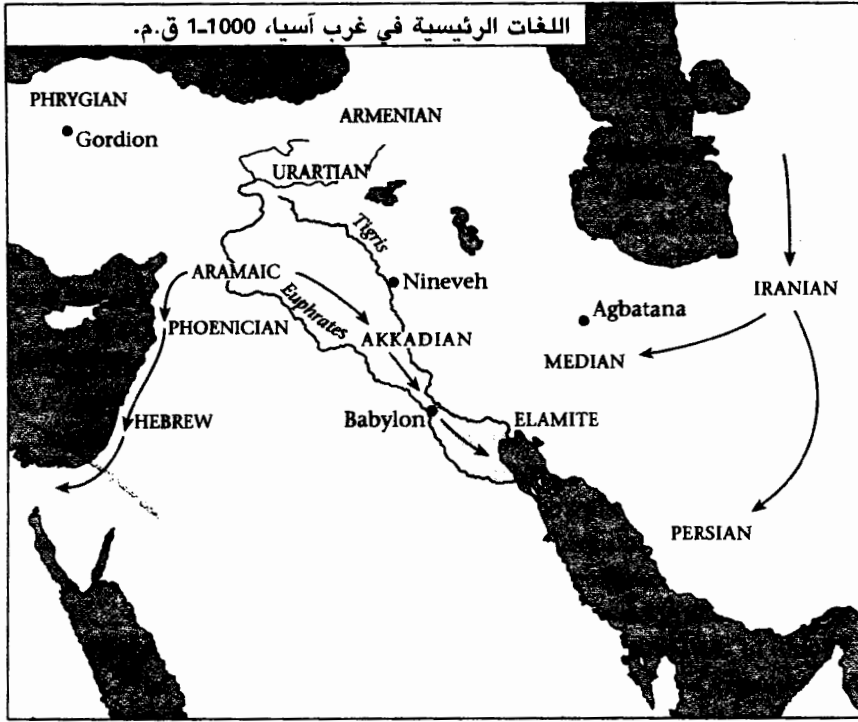 اللغات الرئيسية في غرب آسيا، 1000-1 ق.م.
PHRYGIAN
Gordion
ARMENIAN
URARTIAN
Tigris
ARAMAIC
Nineveh
IRANIAN
Euphrates
Agbatana
PHOENICIAN
AKKADIAN
MEDIAN
HEBREW
Babylon
ELAMITE
PERSIAN